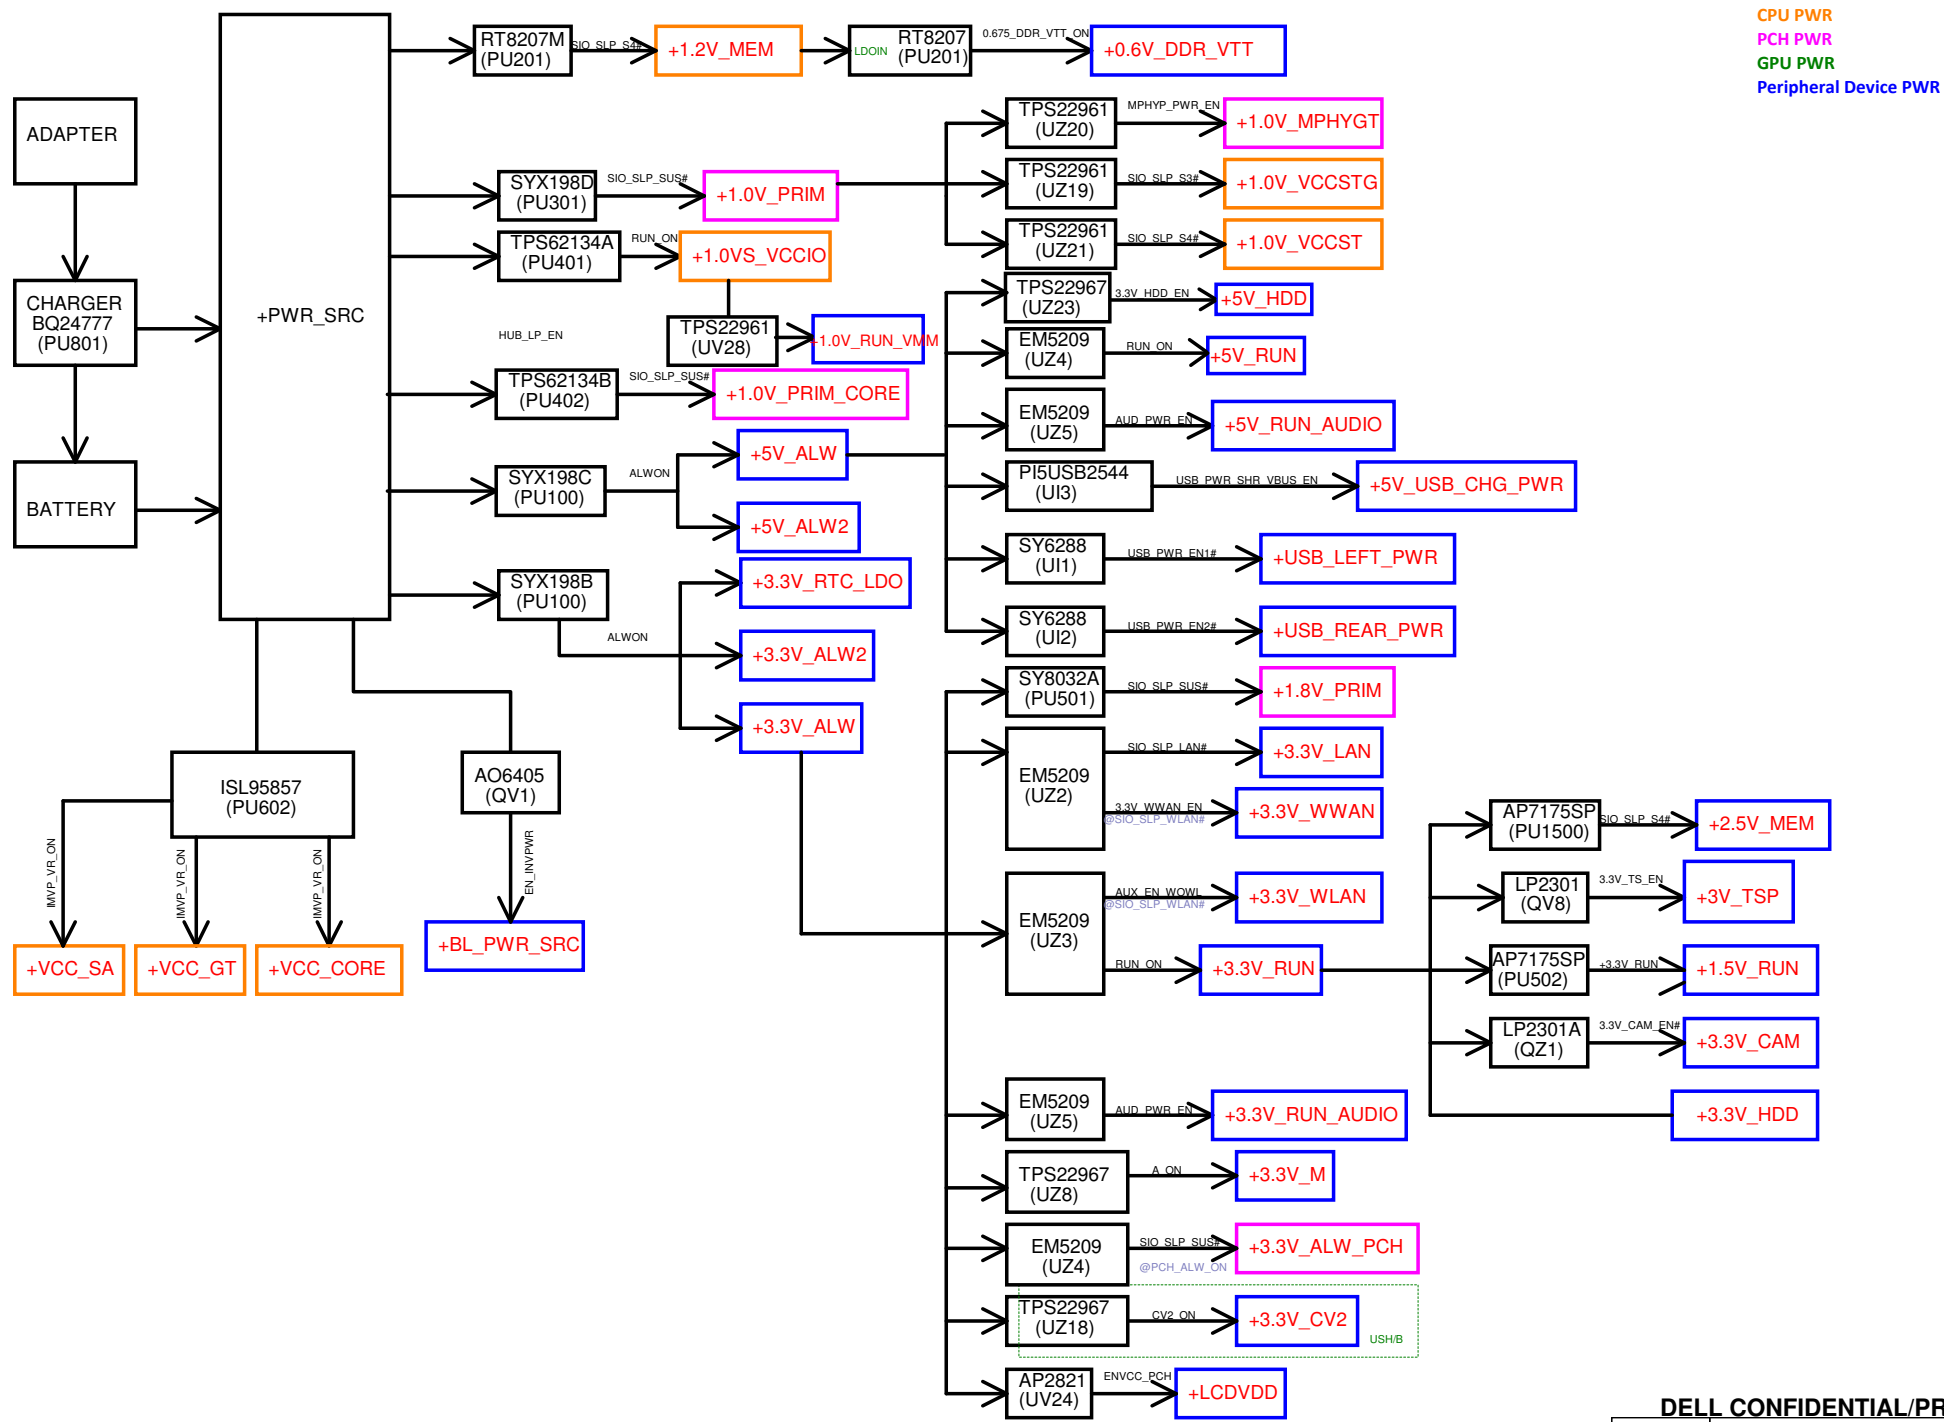 CPU PWR
PCH PWR
GPU PWR
Peripheral Device PWR
ADAPTER
CHARGER
BQ24777
(PU801)
BATTERY
+PWR_SRC
RT8207M
(PU201)
SIO_SLP_S4#
+1.2V_MEM
LDOIN
RT8207
(PU201)
0.675_DDR_VTT_ON
+0.6V_DDR_VTT
SYX198D
(PU301)
SIO_SLP_SUS#
+1.0V_PRIM
TPS22961
(UZ20)
MPHYP_PWR_EN
+1.0V_MPHYGT
TPS22961
(UZ19)
SIO_SLP_S3#
+1.0V_VCCSTG
TPS22961
(UZ21)
SIO_SLP_S4#
+1.0V_VCCST
TPS62134A
(PU401)
RUN_ON
+1.0VS_VCCIO
HUB_LP_EN
TPS22961
(UV28)
+1.0V_RUN_VMM
TPS62134B
(PU402)
SIO_SLP_SUS#
+1.0V_PRIM_CORE
SYX198C
(PU100)
ALWON
+5V_ALW
+5V_ALW2
TPS22967
(UZ23)
3.3V_HDD_EN
+5V_HDD
EM5209
(UZ4)
RUN_ON
+5V_RUN
EM5209
(UZ5)
AUD_PWR_EN
+5V_RUN_AUDIO
PI5USB2544
(UI3)
USB_PWR_SHR_VBUS_EN
+5V_USB_CHG_PWR
SY6288
(UI1)
USB_PWR_EN1#
+USB_LEFT_PWR
SY6288
(UI2)
USB_PWR_EN2#
+USB_REAR_PWR
SYX198B
(PU100)
ALWON
+3.3V_RTC_LDO
+3.3V_ALW2
+3.3V_ALW
SY8032A
(PU501)
SIO_SLP_SUS#
+1.8V_PRIM
EM5209
(UZ2)
SIO_SLP_LAN#
+3.3V_LAN
3.3V_WWAN_EN
@SIO_SLP_WLAN#
+3.3V_WWAN
EM5209
(UZ3)
AUX_EN_WOWL
@SIO_SLP_WLAN#
+3.3V_WLAN
RUN_ON
+3.3V_RUN
AP7175SP
(PU1500)
SIO_SLP_S4#
+2.5V_MEM
LP2301
(QV8)
3.3V_TS_EN
+3V_TSP
AP7175SP
(PU502)
+3.3V_RUN
+1.5V_RUN
LP2301A
(QZ1)
3.3V_CAM_EN#
+3.3V_CAM
+3.3V_HDD
EM5209
(UZ5)
AUD_PWR_EN
+3.3V_RUN_AUDIO
TPS22967
(UZ8)
A_ON
+3.3V_M
EM5209
(UZ4)
SIO_SLP_SUS#
@PCH_ALW_ON
+3.3V_ALW_PCH
TPS22967
(UZ18)
CV2_ON
+3.3V_CV2
USH/B
AP2821
(UV24)
ENVCC_PCH
+LCDVDD
ISL95857
(PU602)
IMVP_VR_ON
IMVP_VR_ON
IMVP_VR_ON
+VCC_SA
+VCC_GT
+VCC_CORE
AO6405
(QV1)
EN_INVPWR
+BL_PWR_SRC
DELL CONFIDENTIAL/PR